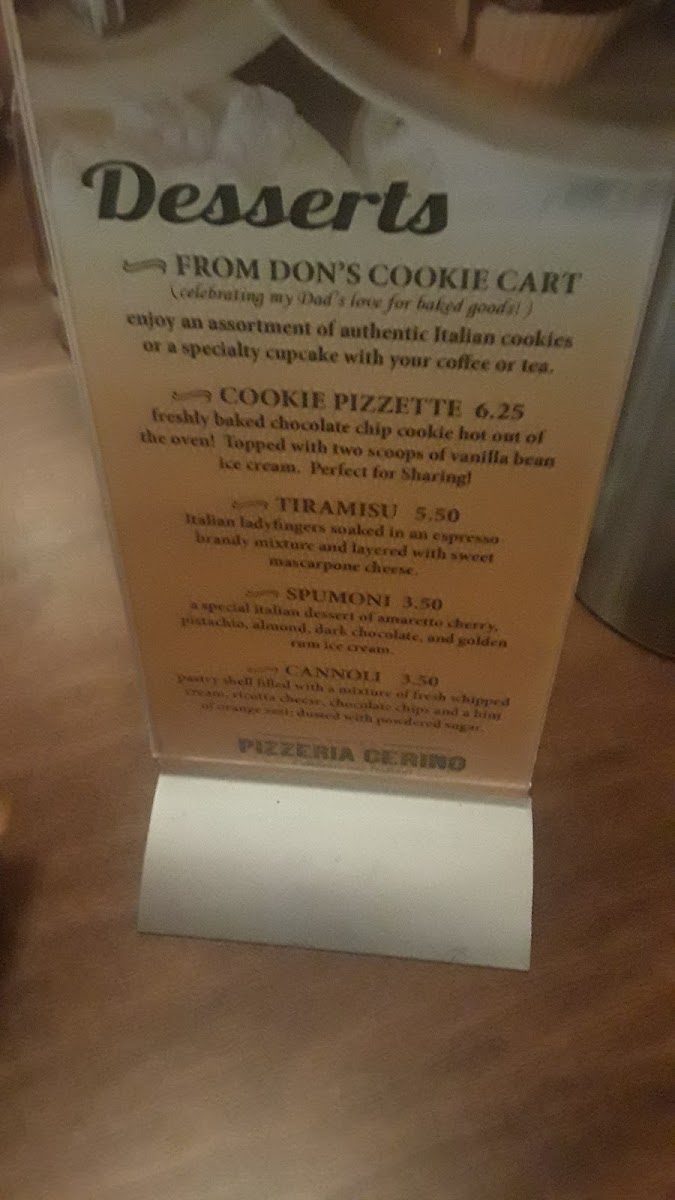 Desserts
FROM DON'S COOKIE CART
(celebrating my Dad's love for baked goods!)
enjoy an assortment of authentic Italian cookies
or a specialty cupcake with your coffee or tea.
COOKIE PIZZETTE 6.25
freshly baked chocolate chip cookie hot out of
the oven! Topped with two scoops of vanilla bean
ice cream. Perfect for Sharing!
TIRAMISU 5.50
Italian ladyfingers soaked in an espresso
brandy mixture and layered with sweet
mascarpone cheese.
SPUMONI 3.50
a special italian dessert of amaretto cherry,
pistachio, almond, dark chocolate, and golden
rum ice cream.
CANNOLI 3.50
pastry shell filled with a mixture of fresh whipped
cream, ricotta cheese, chocolate chips and a hint
of orange zest; dusted with powdered sugar.
PIZZERIA CERINO